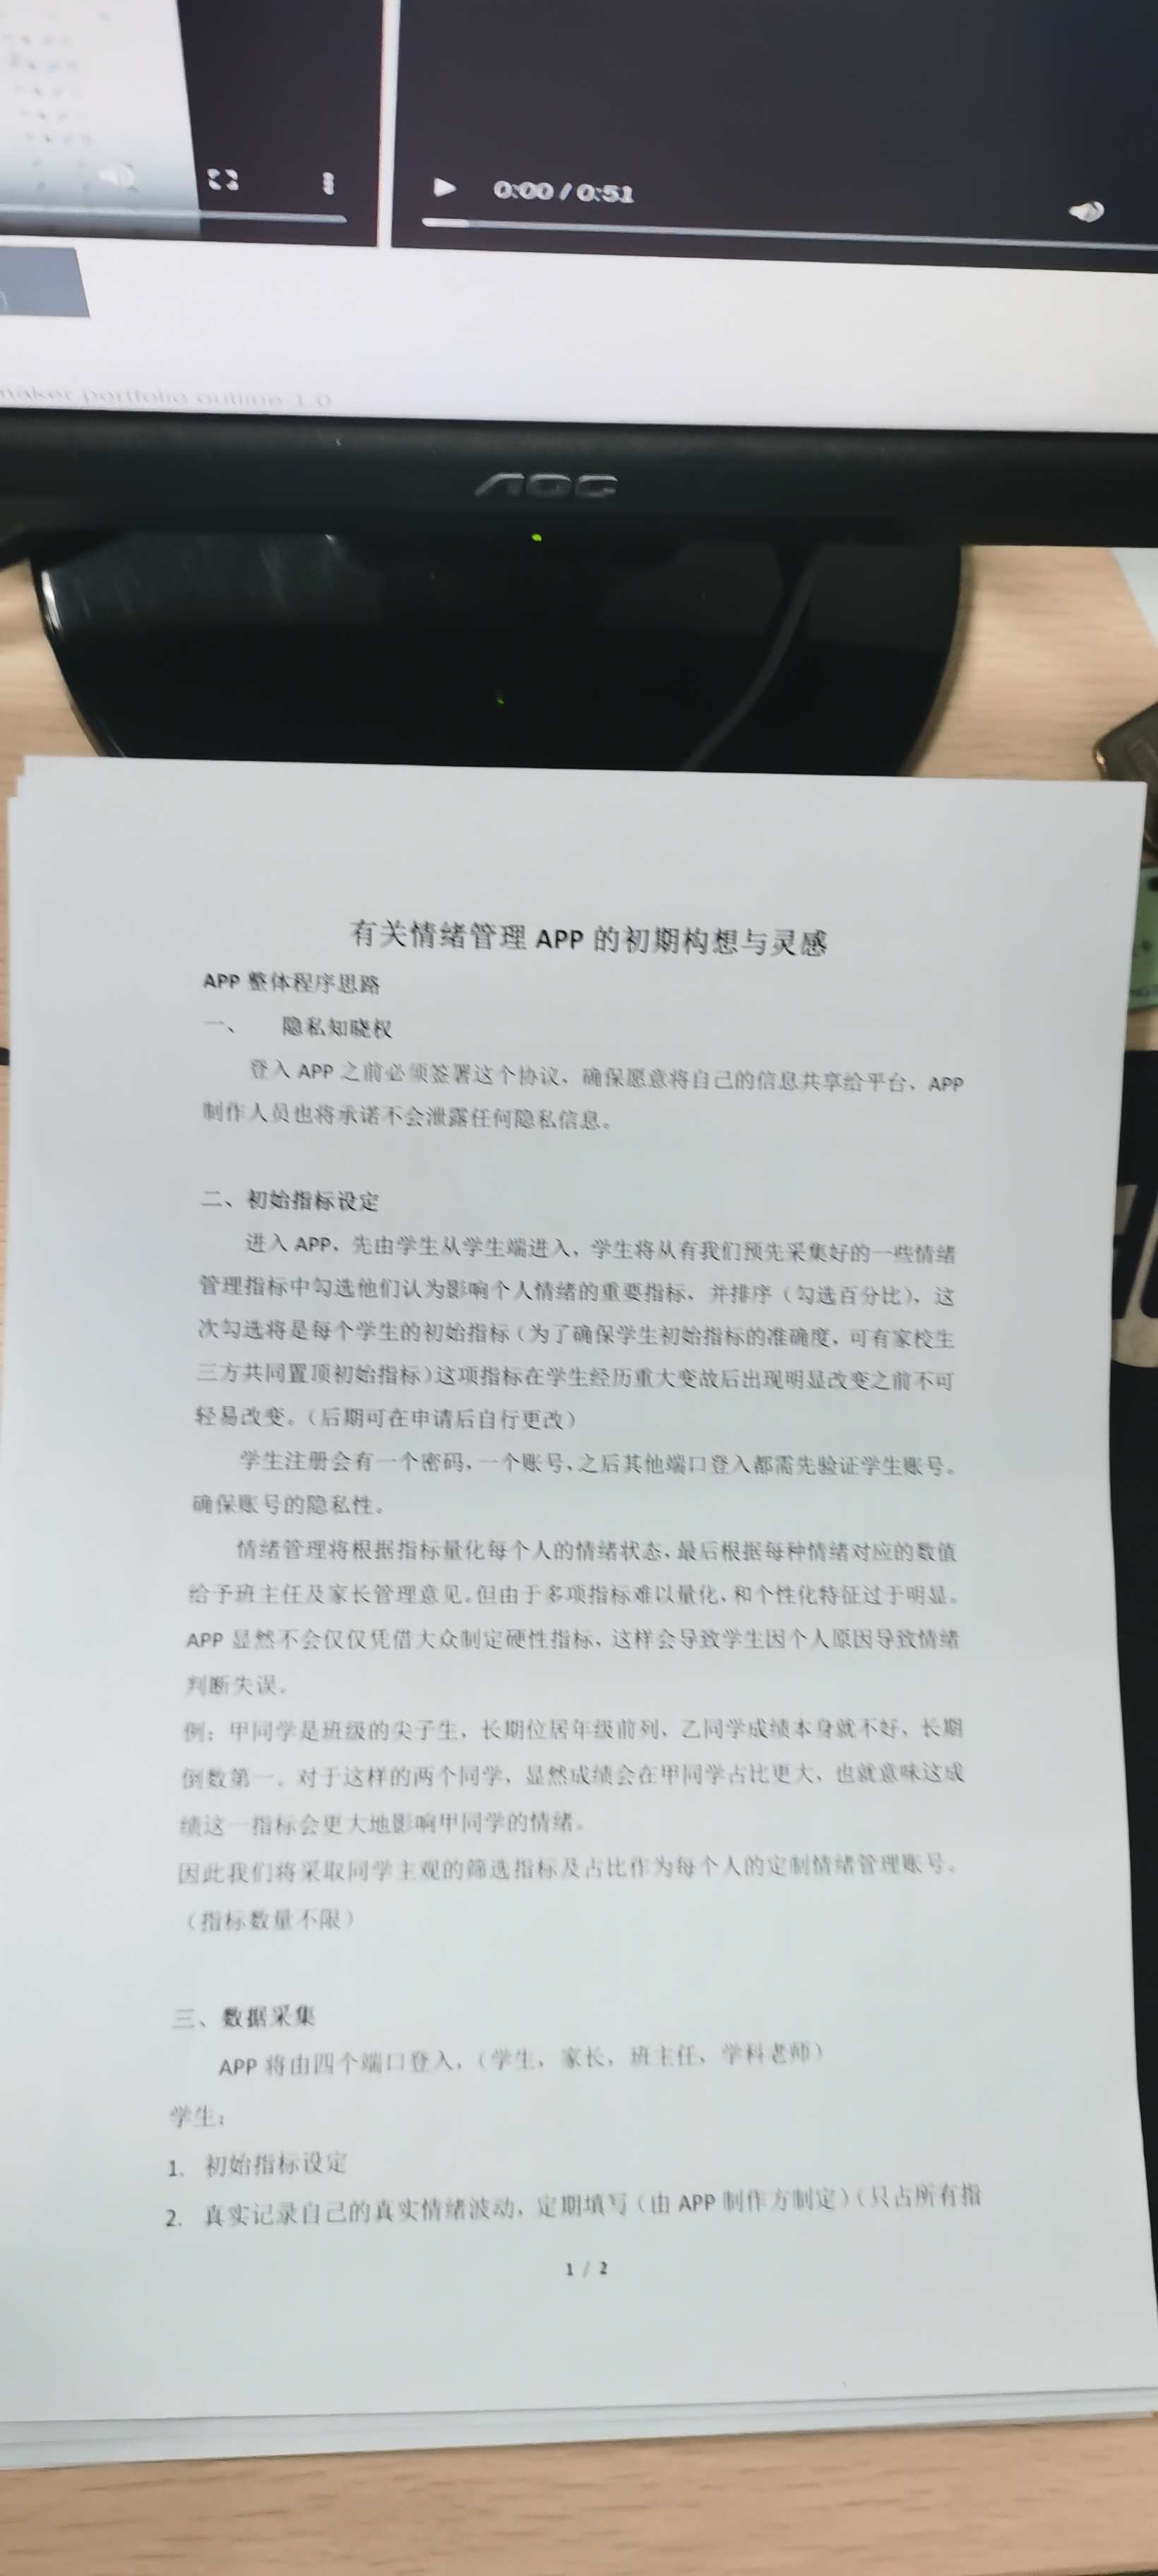 0:00 / 0:51
maker portfolio outline 1.0
AOC
有关情绪管理 APP 的初期构想与灵感
APP 整体程序思路
一、 隐私知晓权
登入 APP 之前必须签署这个协议，确保愿意将自己的信息共享给平台，APP
制作人员也将承诺不会泄露任何隐私信息。
二、初始指标设定
进入 APP，先由学生从学生端进入，学生将从有我们预先采集好的一些情绪
管理指标中勾选他们认为影响个人情绪的重要指标，并排序（勾选百分比），这
次勾选将是每个学生的初始指标（为了确保学生初始指标的准确度，可有家校生
三方共同置顶初始指标）这项指标在学生经历重大变故后出现明显改变之前不可
轻易改变。（后期可在申请后自行更改）
学生注册会有一个密码，一个账号，之后其他端口登入都需先验证学生账号。
确保账号的隐私性。
情绪管理将根据指标量化每个人的情绪状态，最后根据每种情绪对应的数值
给予班主任及家长管理意见。但由于多项指标难以量化，和个性化特征过于明显。
APP 显然不会仅仅凭借大众制定硬性指标，这样会导致学生因个人原因导致情绪
判断失误。
例：甲同学是班级的尖子生，长期位居年级前列，乙同学成绩本身就不好，长期
倒数第一。对于这样的两个同学，显然成绩会在甲同学占比更大，也就意味这成
绩这一指标会更大地影响甲同学的情绪。
因此我们将采取同学主观的筛选指标及占比作为每个人的定制情绪管理账号。
（指标数量不限）
三、数据采集
APP 将由四个端口登入，（学生，家长，班主任，学科老师）
学生：
1. 初始指标设定
2. 真实记录自己的真实情绪波动，定期填写（由 APP 制作方制定）（只占所有指
1 / 2